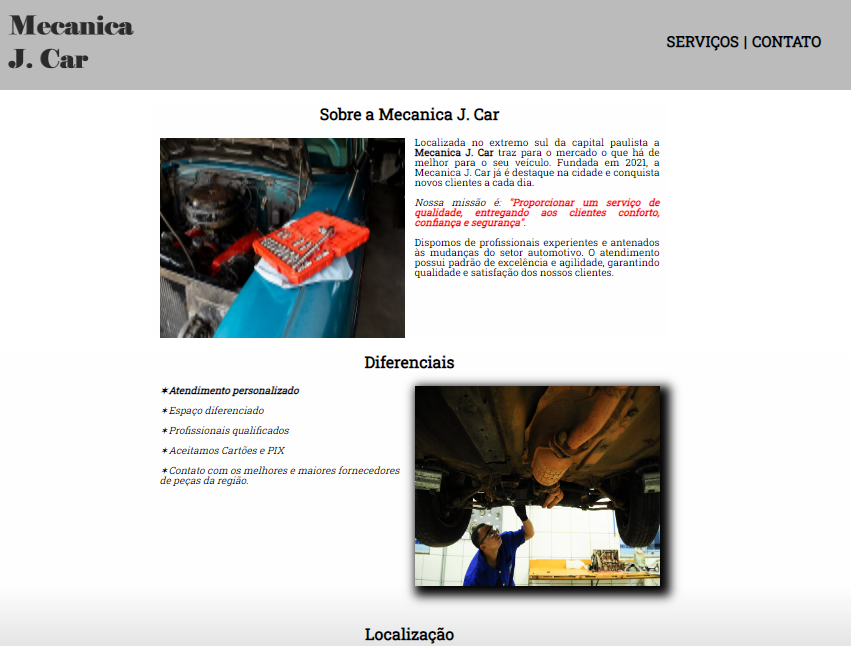 Mecanica
J. Car
SERVIÇOS | CONTATO
Sobre a Mecanica J. Car
Localizada no extremo sul da capital paulista a
Mecanica J. Car traz para o mercado o que há de
melhor para o seu veículo. Fundada em 2021, a
Mecanica J. Car já é destaque na cidade e conquista
novos clientes a cada dia.
Nossa missão é: "Proporcionar um serviço de
qualidade, entregando aos clientes conforto,
confiança e segurança".
Dispomos de profissionais experientes e antenados
às mudanças do setor automotivo. O atendimento
possui padrão de excelência e agilidade, garantindo
qualidade e satisfação dos nossos clientes.
Diferenciais
✶Atendimento personalizado
✶Espaço diferenciado
✶Profissionais qualificados
✶Aceitamos Cartões e PIX
✶Contato com os melhores e maiores fornecedores
de peças da região.
Localização